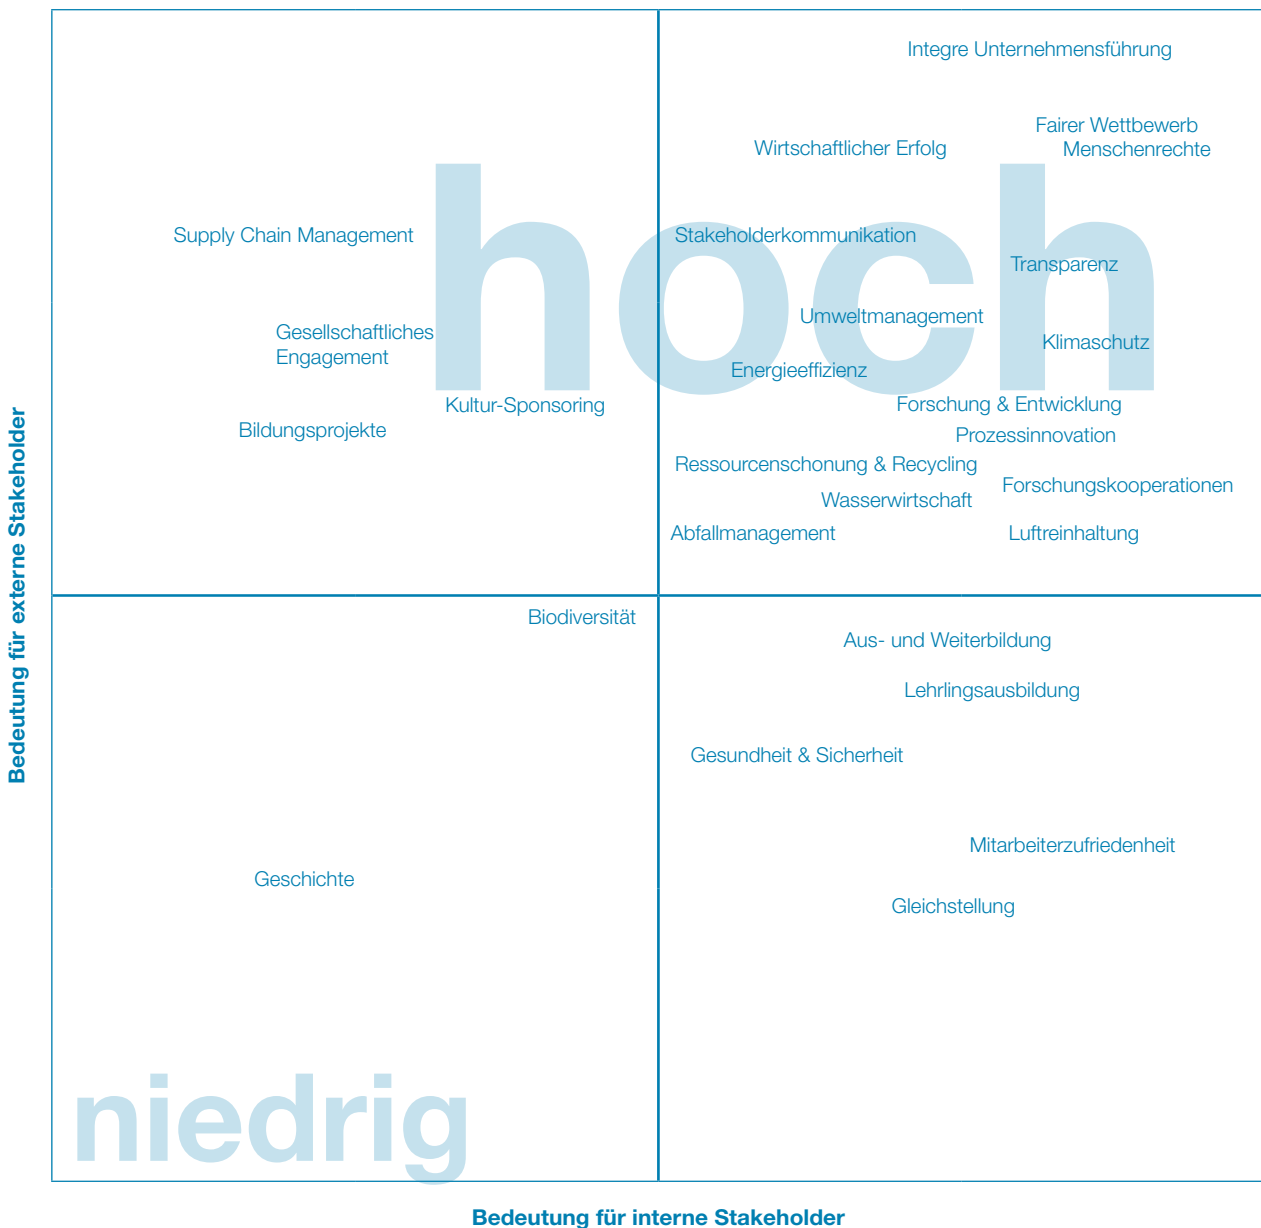 Integre Unternehmensführung
Fairer Wettbewerb
Wirtschaftlicher Erfolg
Menschenrechte
hoch
Supply Chain Management
Stakeholderkommunikation
Transparenz
Umweltmanagement
Gesellschaftliches
Engagement
Klimaschutz
Energieeffizienz
Kultur-Sponsoring
Forschung & Entwicklung
Bildungsprojekte
Prozessinnovation
Ressourcenschonung & Recycling
Forschungskooperationen
Wasserwirtschaft
Abfallmanagement
Luftreinhaltung
Bedeutung für externe Stakeholder
Biodiversität
Aus- und Weiterbildung
Lehrlingsausbildung
Gesundheit & Sicherheit
Mitarbeiterzufriedenheit
Geschichte
Gleichstellung
niedrig
Bedeutung für interne Stakeholder